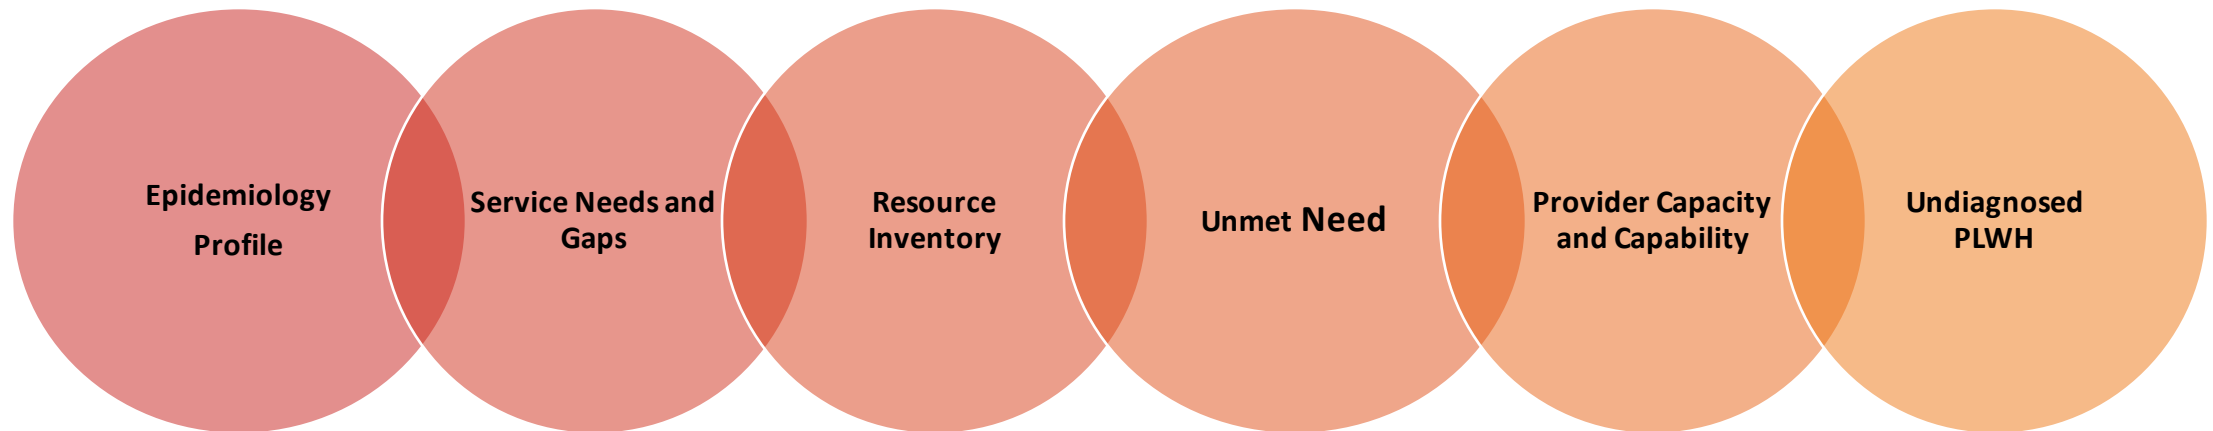 Epidemiology
Profile
Service Needs and
Gaps
Resource
Inventory
Unmet Need
Provider Capacity
and Capability
Undiagnosed
PLWH